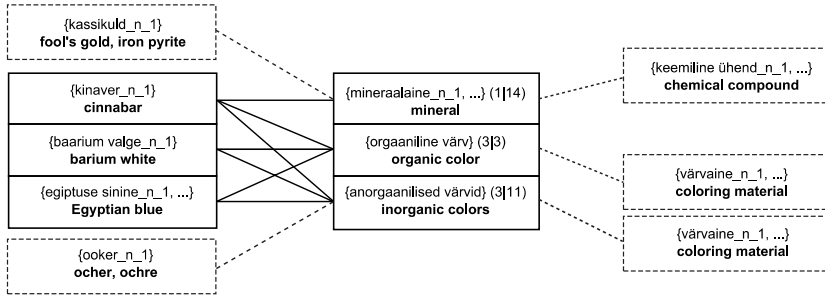 {kassikuld_n_1}
fool's gold, iron pyrite
{kinaver_n_1}
cinnabar
{baarium valge_n_1}
barium white
{egiptuse sinine_n_1, ...}
Egyptian blue
{ooker_n_1}
ocher, ochre
{mineraalaine_n_1, ...} (1|14)
mineral
{orgaaniline värv} (3|3)
organic color
{anorgaanilised värvid} (3|11)
inorganic colors
{keemiline ühend_n_1, ...}
chemical compound
{värvaine_n_1, ...}
coloring material
{värvaine_n_1, ...}
coloring material